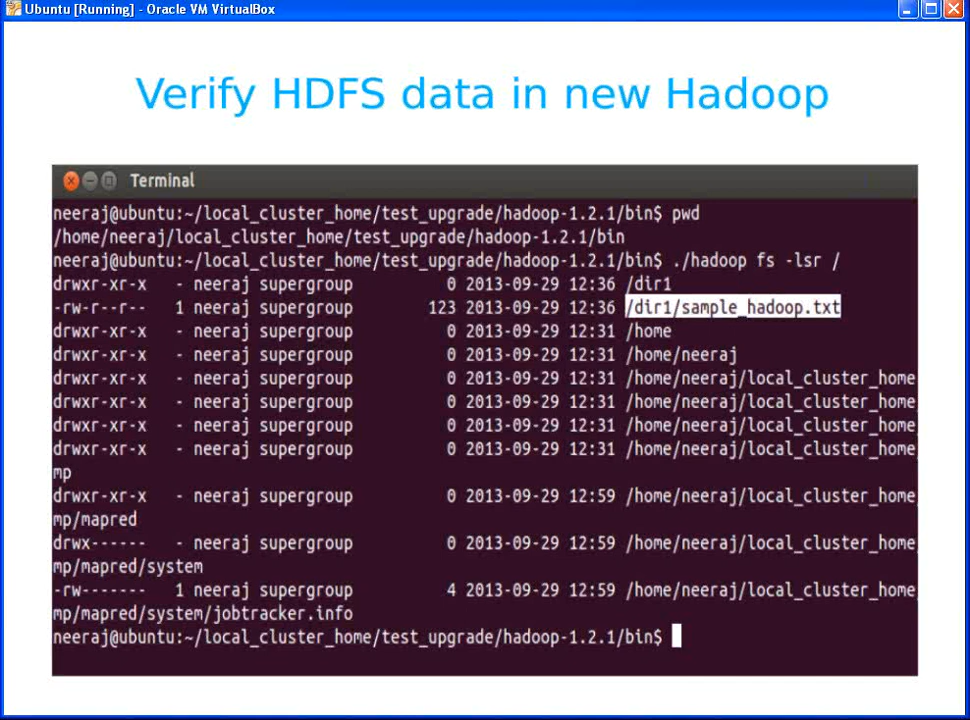 Ubuntu [Running] - Oracle VM VirtualBox
Verify HDFS data in new Hadoop
Terminal
neeraj@ubuntu:~/local_cluster_home/test_upgrade/hadoop-1.2.1/bin$ pwd
/home/neeraj/local_cluster_home/test_upgrade/hadoop-1.2.1/bin
neeraj@ubuntu:~/local_cluster_home/test_upgrade/hadoop-1.2.1/bin$ ./hadoop fs -lsr /
drwxr-xr-x   - neeraj supergroup          0 2013-09-29 12:36 /dir1
-rw-r--r--   1 neeraj supergroup        123 2013-09-29 12:36 /dir1/sample_hadoop.txt
drwxr-xr-x   - neeraj supergroup          0 2013-09-29 12:31 /home
drwxr-xr-x   - neeraj supergroup          0 2013-09-29 12:31 /home/neeraj
drwxr-xr-x   - neeraj supergroup          0 2013-09-29 12:31 /home/neeraj/local_cluster_home
drwxr-xr-x   - neeraj supergroup          0 2013-09-29 12:31 /home/neeraj/local_cluster_home
drwxr-xr-x   - neeraj supergroup          0 2013-09-29 12:31 /home/neeraj/local_cluster_home
drwxr-xr-x   - neeraj supergroup          0 2013-09-29 12:31 /home/neeraj/local_cluster_home
mp
drwxr-xr-x   - neeraj supergroup          0 2013-09-29 12:59 /home/neeraj/local_cluster_home
mp/mapred
drwx------   - neeraj supergroup          0 2013-09-29 12:59 /home/neeraj/local_cluster_home
mp/mapred/system
-rw-------   1 neeraj supergroup          4 2013-09-29 12:59 /home/neeraj/local_cluster_home
mp/mapred/system/jobtracker.info
neeraj@ubuntu:~/local_cluster_home/test_upgrade/hadoop-1.2.1/bin$